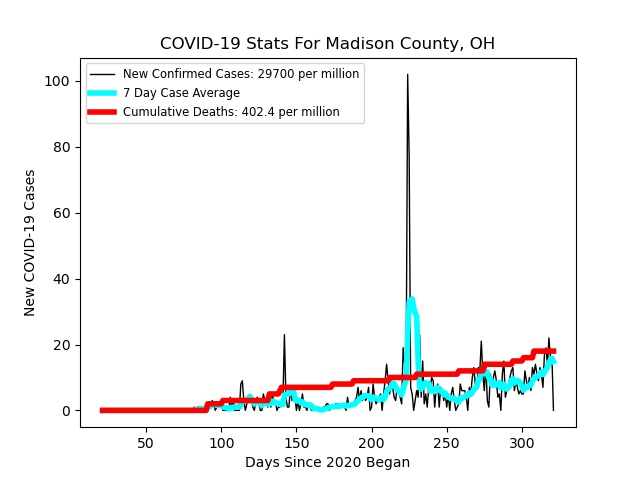 COVID-19 Stats For Madison County, OH
New Confirmed Cases: 29700 per million
7 Day Case Average
Cumulative Deaths: 402.4 per million
New COVID-19 Cases
100
80
60
40
20
0
50 100 150 200 250 300
Days Since 2020 Began